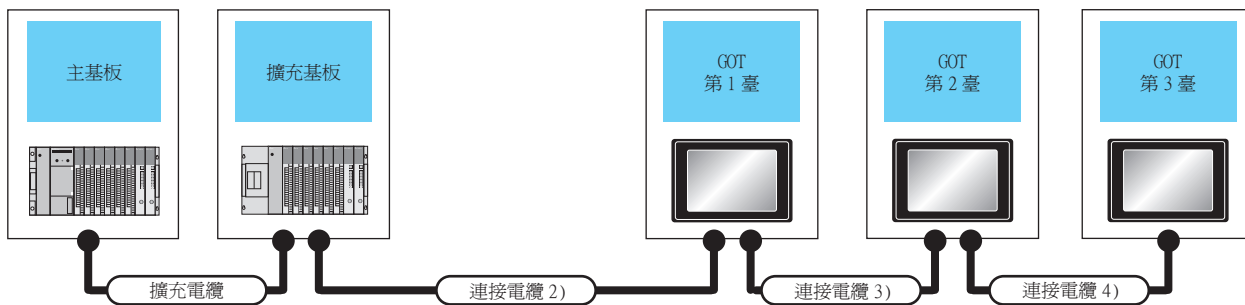 主基板
擴充基板
GOT
第 1 臺
GOT
第 2 臺
GOT
第 3 臺
擴充電纜
連接電纜 2)
連接電纜 3)
連接電纜 4)